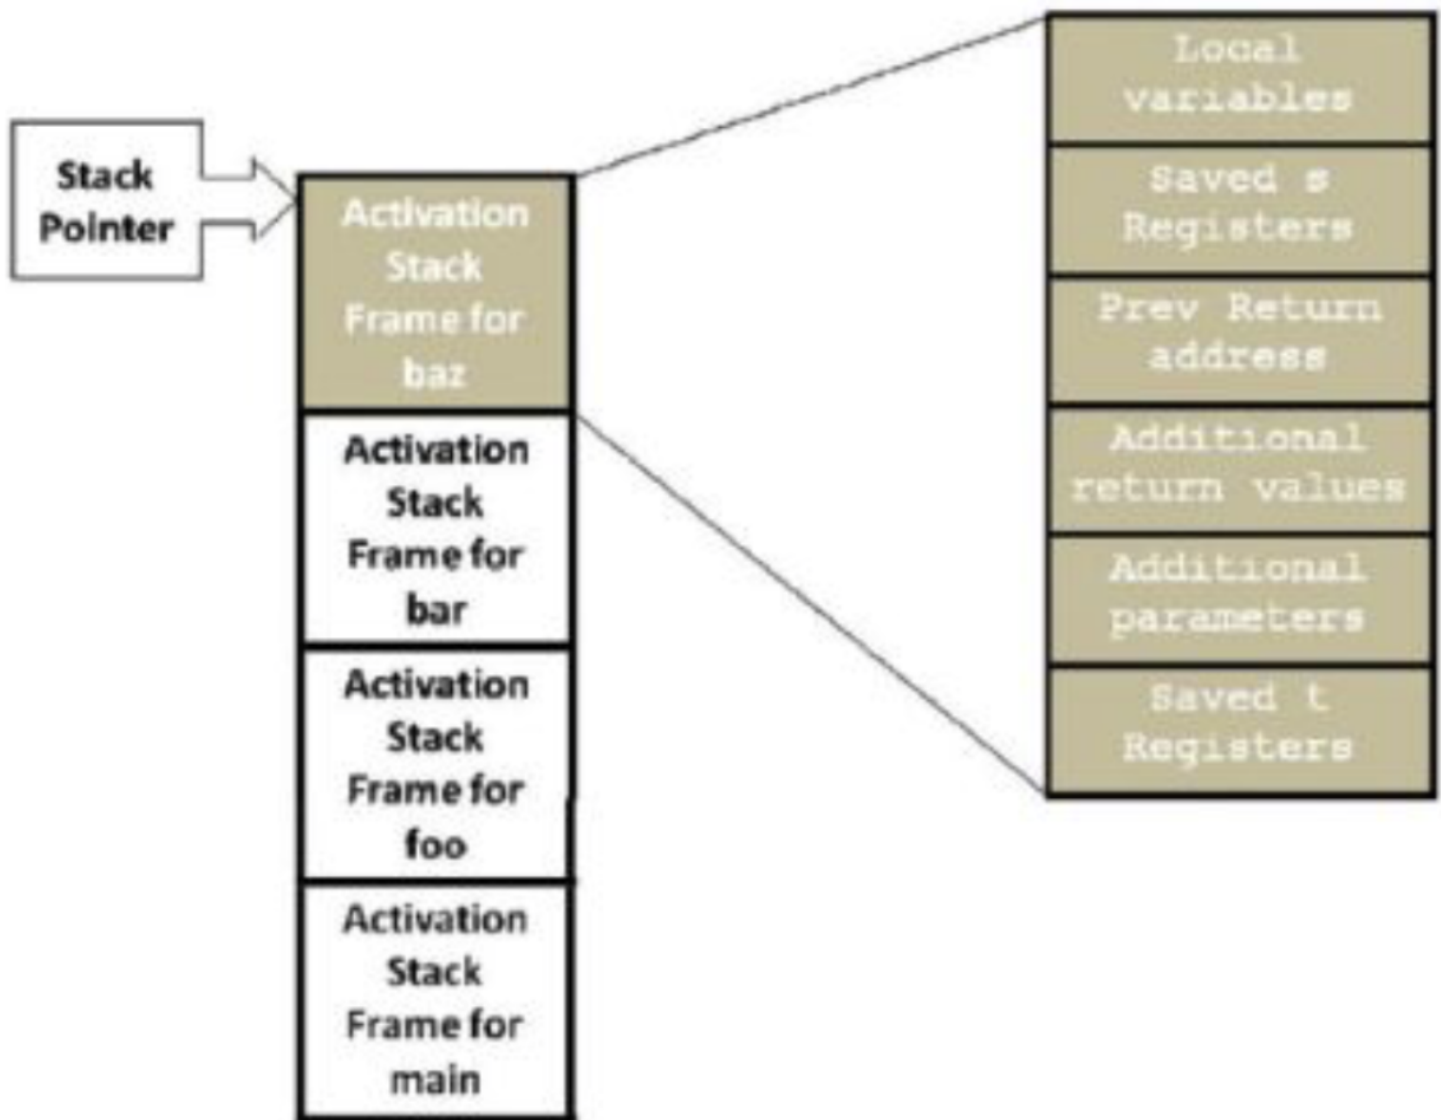 Stack
Pointer
Activation
Stack
Frame for
baz
Activation
Stack
Frame for
bar
Activation
Stack
Frame for
foo
Activation
Stack
Frame for
main
Local
variables
Saved s
Registers
Prev Return
address
Additional
return values
Additional
parameters
Saved t
Registers